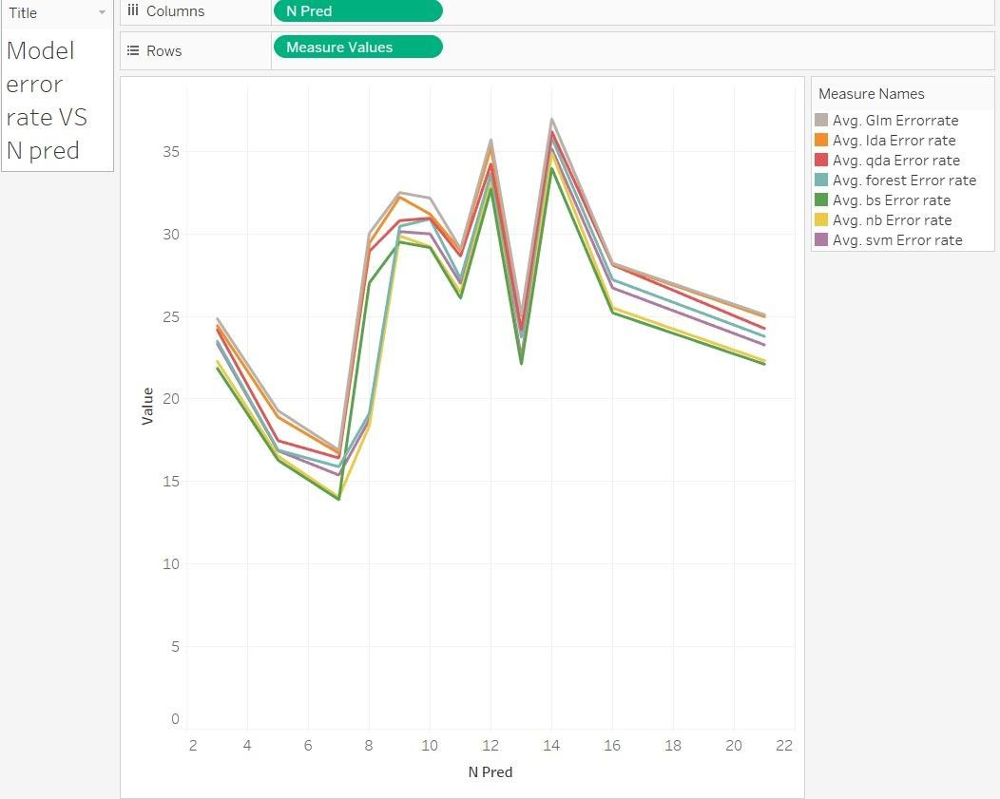 Title
Model
error
rate VS
N pred
Columns
N Pred
Rows
Measure Values
Measure Names
Avg. Glm Errorrate
Avg. lda Error rate
Avg. qda Error rate
Avg. forest Error rate
Avg. bs Error rate
Avg. nb Error rate
Avg. svm Error rate
Value
35
30
25
20
15
10
5
0
2 4 6 8 10 12 14 16 18 20 22
N Pred